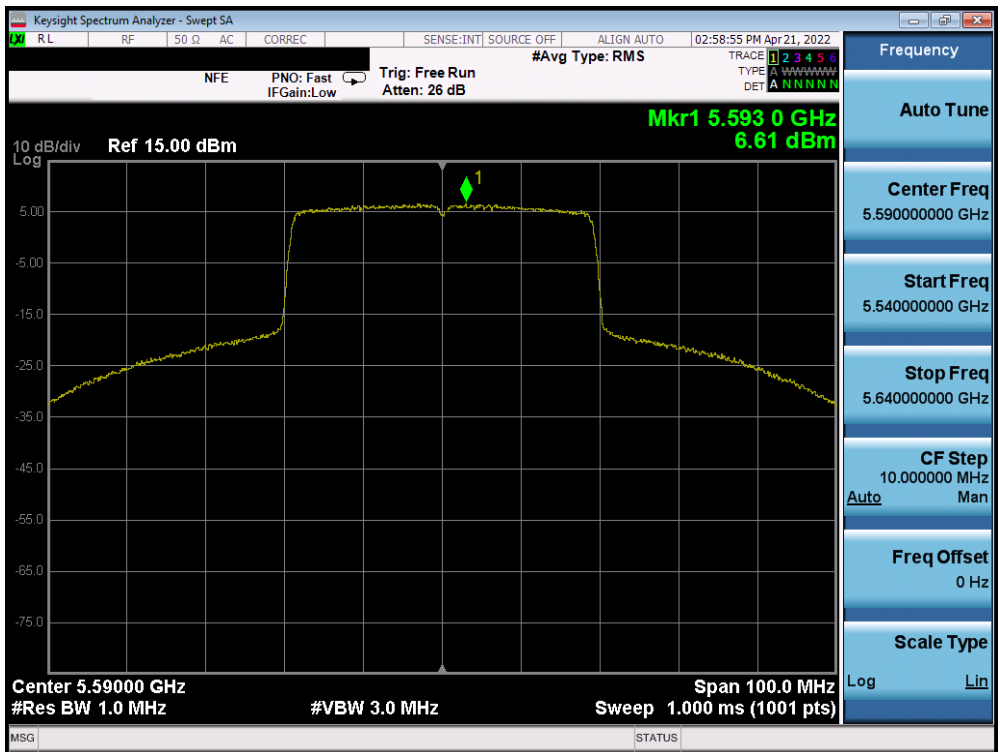 Keysight Spectrum Analyzer - Swept SA
LXI RL RF 50 Ω AC CORREC SENSE:INT SOURCE OFF ALIGN AUTO 02:58:55 PM Apr 21, 2022
#Avg Type: RMS
TRACE 1 2 3 4 5 6
TYPE A WWWWW
DET A N N N N N
NFE
PNO: Fast
IFGain:Low
Trig: Free Run
Atten: 26 dB
Mkr1 5.593 0 GHz
6.61 dBm
10 dB/div
Log
Ref 15.00 dBm
1
5.00
-5.00
-15.0
-25.0
-35.0
-45.0
-55.0
-65.0
-75.0
Center 5.59000 GHz
Span 100.0 MHz
#Res BW 1.0 MHz
#VBW 3.0 MHz
Sweep 1.000 ms (1001 pts)
MSG
STATUS
Frequency
Auto Tune
Center Freq
5.590000000 GHz
Start Freq
5.540000000 GHz
Stop Freq
5.640000000 GHz
CF Step
10.000000 MHz
Auto Man
Freq Offset
0 Hz
Scale Type
Log Lin